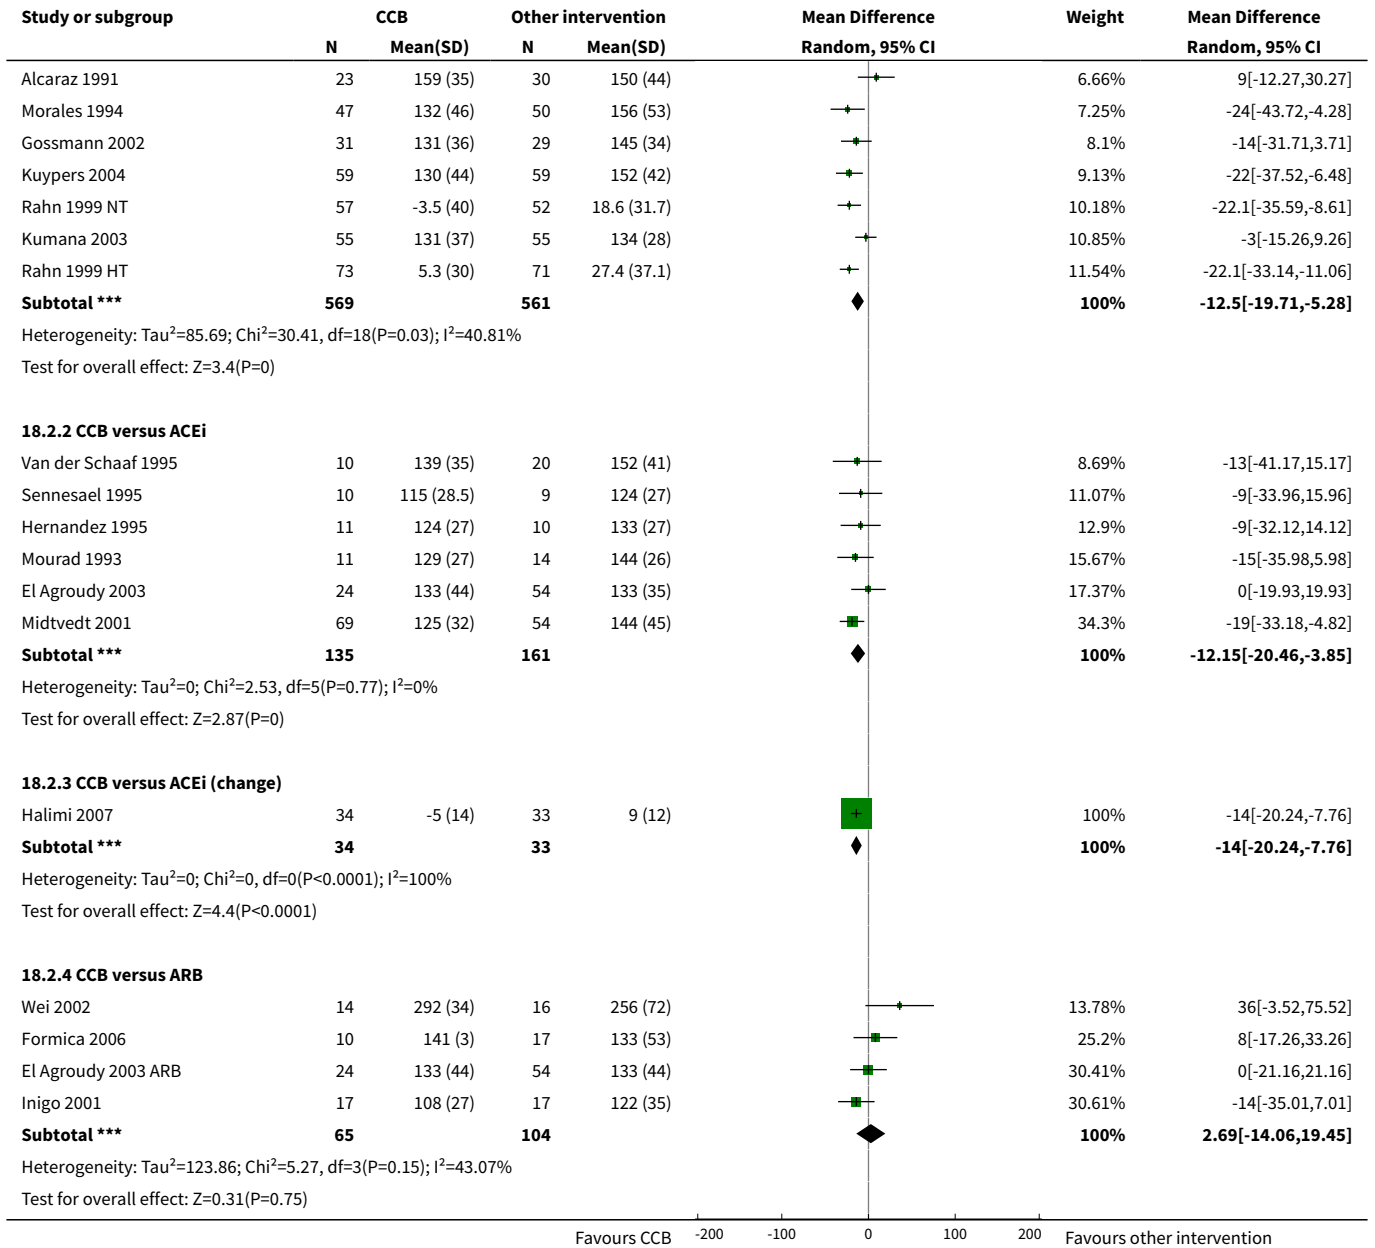 Study or subgroup CCB Other intervention Mean Difference Weight Mean Difference
N Mean(SD) N Mean(SD) Random, 95% CI Random, 95% CI
Alcaraz 1991 23 159 (35) 30 150 (44) 6.66% 9[-12.27,30.27]
Morales 1994 47 132 (46) 50 156 (53) 7.25% -24[-43.72,-4.28]
Gossmann 2002 31 131 (36) 29 145 (34) 8.1% -14[-31.71,3.71]
Kuypers 2004 59 130 (44) 59 152 (42) 9.13% -22[-37.52,-6.48]
Rahn 1999 NT 57 -3.5 (40) 52 18.6 (31.7) 10.18% -22.1[-35.59,-8.61]
Kumana 2003 55 131 (37) 55 134 (28) 10.85% -3[-15.26,9.26]
Rahn 1999 HT 73 5.3 (30) 71 27.4 (37.1) 11.54% -22.1[-33.14,-11.06]
Subtotal *** 569 561 100% -12.5[-19.71,-5.28]
Heterogeneity: Tau²=85.69; Chi²=30.41, df=18(P=0.03); I²=40.81%
Test for overall effect: Z=3.4(P=0)
18.2.2 CCB versus ACEi
Van der Schaaf 1995 10 139 (35) 20 152 (41) 8.69% -13[-41.17,15.17]
Sennesael 1995 10 115 (28.5) 9 124 (27) 11.07% -9[-33.96,15.96]
Hernandez 1995 11 124 (27) 10 133 (27) 12.9% -9[-32.12,14.12]
Mourad 1993 11 129 (27) 14 144 (26) 15.67% -15[-35.98,5.98]
El Agroudy 2003 24 133 (44) 54 133 (35) 17.37% 0[-19.93,19.93]
Midtvedt 2001 69 125 (32) 54 144 (45) 34.3% -19[-33.18,-4.82]
Subtotal *** 135 161 100% -12.15[-20.46,-3.85]
Heterogeneity: Tau²=0; Chi²=2.53, df=5(P=0.77); I²=0%
Test for overall effect: Z=2.87(P=0)
18.2.3 CCB versus ACEi (change)
Halimi 2007 34 -5 (14) 33 9 (12) 100% -14[-20.24,-7.76]
Subtotal *** 34 33 100% -14[-20.24,-7.76]
Heterogeneity: Tau²=0; Chi²=0, df=0(P<0.0001); I²=100%
Test for overall effect: Z=4.4(P<0.0001)
18.2.4 CCB versus ARB
Wei 2002 14 292 (34) 16 256 (72) 13.78% 36[-3.52,75.52]
Formica 2006 10 141 (3) 17 133 (53) 25.2% 8[-17.26,33.26]
El Agroudy 2003 ARB 24 133 (44) 54 133 (44) 30.41% 0[-21.16,21.16]
Inigo 2001 17 108 (27) 17 122 (35) 30.61% -14[-35.01,7.01]
Subtotal *** 65 104 100% 2.69[-14.06,19.45]
Heterogeneity: Tau²=123.86; Chi²=5.27, df=3(P=0.15); I²=43.07%
Test for overall effect: Z=0.31(P=0.75)
Favours CCB -200 -100 0 100 200 Favours other intervention